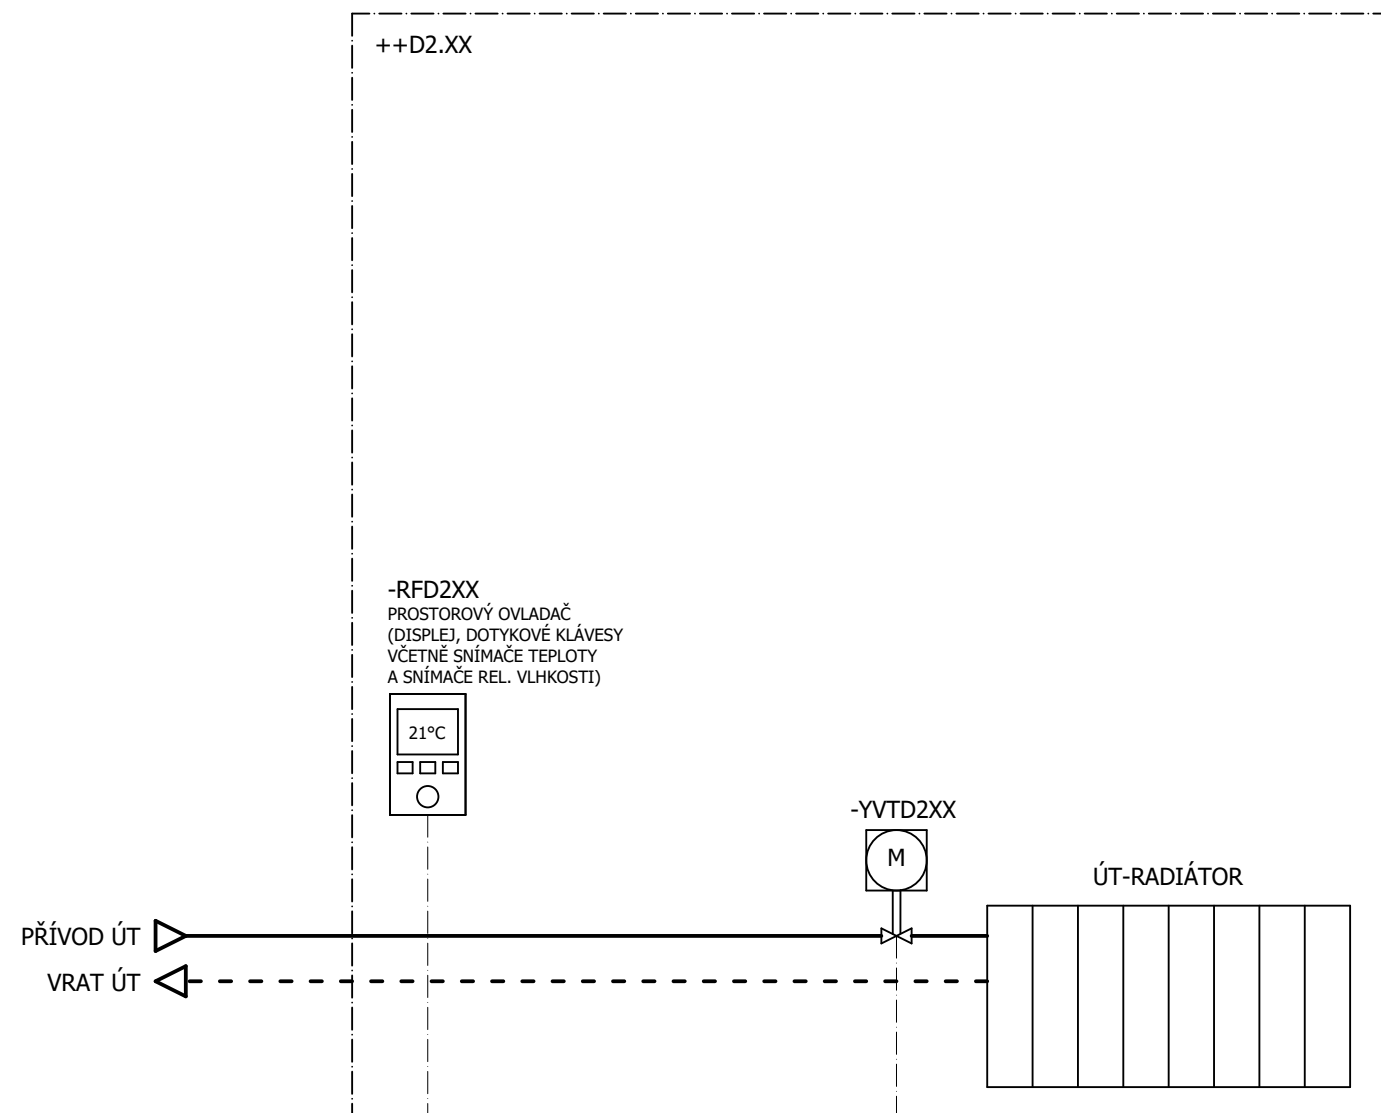 ++D2.XX
-RFD2XX
PROSTOROVÝ OVLADAČ
(DISPLEJ, DOTYKOVÉ KLÁVESY
VČETNĚ SNÍMAČE TEPLOTY
A SNÍMAČE REL. VLHKOSTI)
21°C
-YVTD2XX
M
ÚT-RADIÁTOR
PŘÍVOD ÚT
VRAT ÚT